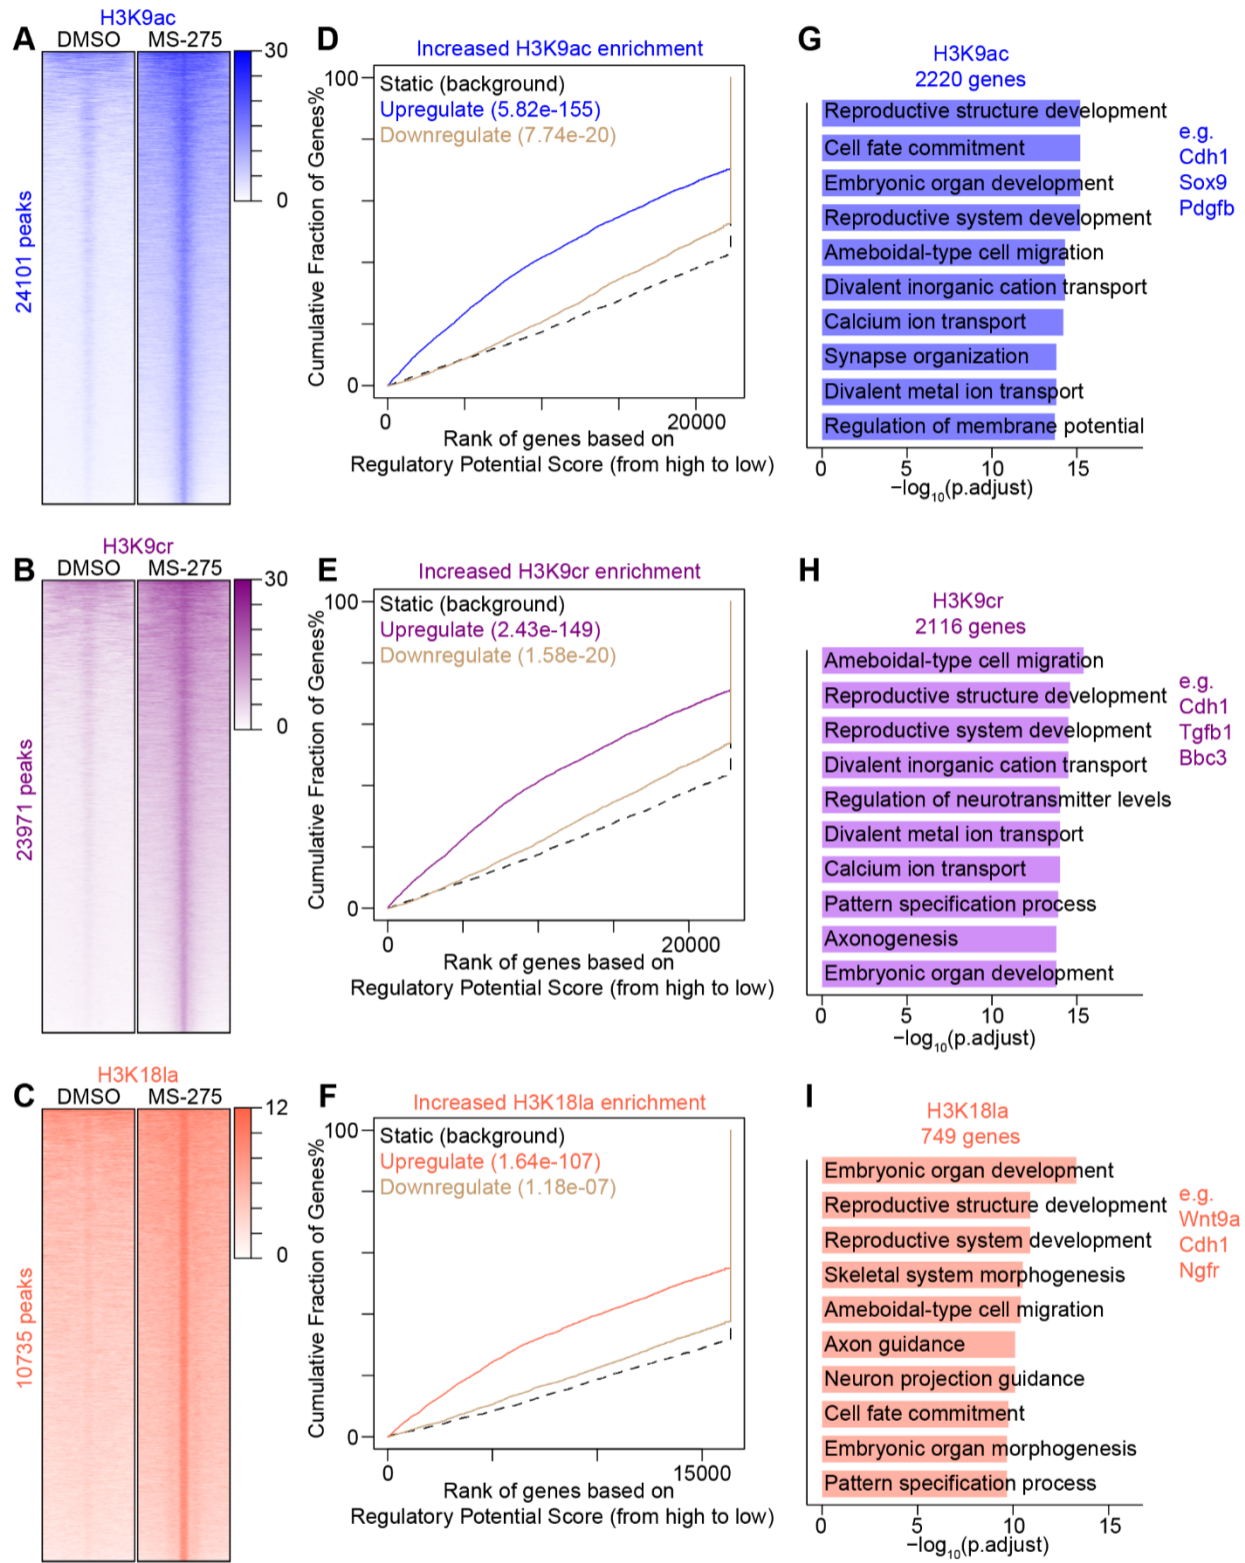 A
H3K9ac
DMSO MS-275
30
0
24101 peaks
D
Increased H3K9ac enrichment
Static (background)
Upregulate (5.82e-155)
Downregulate (7.74e-20)
100
0
Cumulative Fraction of Genes%
0 20000
Rank of genes based on
Regulatory Potential Score (from high to low)
G
H3K9ac
2220 genes
Reproductive structure development
Cell fate commitment
Embryonic organ development
Reproductive system development
Ameboidal-type cell migration
Divalent inorganic cation transport
Calcium ion transport
Synapse organization
Divalent metal ion transport
Regulation of membrane potential
0 5 10 15
−log10(p.adjust)
e.g.
Cdh1
Sox9
Pdgfb
B
H3K9cr
DMSO MS-275
30
0
23971 peaks
E
Increased H3K9cr enrichment
Static (background)
Upregulate (2.43e-149)
Downregulate (1.58e-20)
100
0
Cumulative Fraction of Genes%
0 20000
Rank of genes based on
Regulatory Potential Score (from high to low)
H
H3K9cr
2116 genes
Ameboidal-type cell migration
Reproductive structure development
Reproductive system development
Divalent inorganic cation transport
Regulation of neurotransmitter levels
Divalent metal ion transport
Calcium ion transport
Pattern specification process
Axonogenesis
Embryonic organ development
0 5 10 15
−log10(p.adjust)
e.g.
Cdh1
Tgfb1
Bbc3
C
H3K18la
DMSO MS-275
12
0
10735 peaks
F
Increased H3K18la enrichment
Static (background)
Upregulate (1.64e-107)
Downregulate (1.18e-07)
100
0
Cumulative Fraction of Genes%
0 15000
Rank of genes based on
Regulatory Potential Score (from high to low)
I
H3K18la
749 genes
Embryonic organ development
Reproductive structure development
Reproductive system development
Skeletal system morphogenesis
Ameboidal-type cell migration
Axon guidance
Neuron projection guidance
Cell fate commitment
Embryonic organ morphogenesis
Pattern specification process
0 5 10 15
−log10(p.adjust)
e.g.
Wnt9a
Cdh1
Ngfr